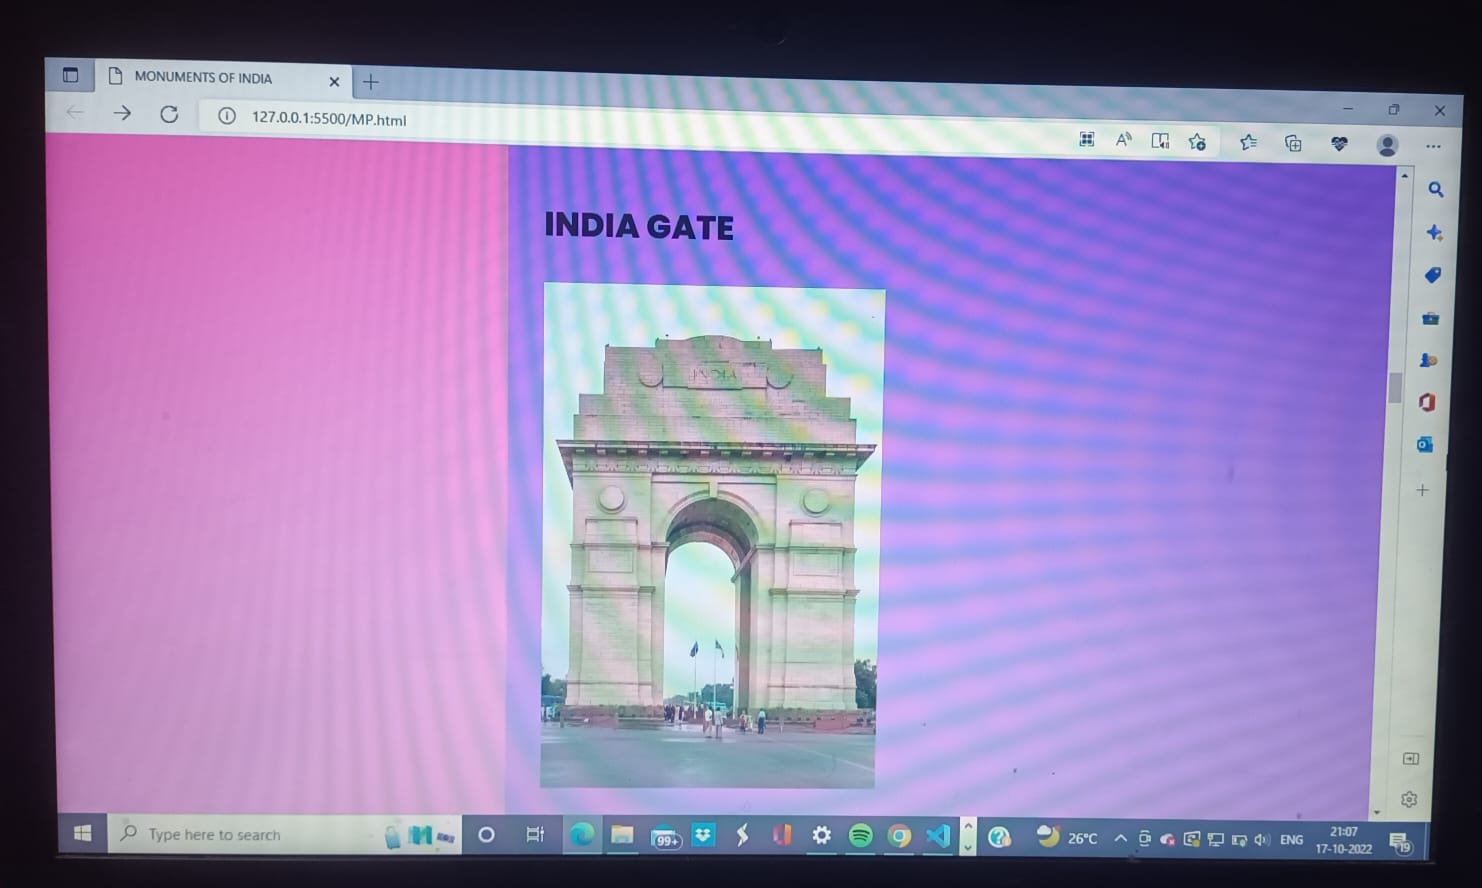 MONUMENTS OF INDIA
127.0.0.1:5500/MP.html
INDIA GATE
INDIA
Type here to search
99+
26°C
ENG
21:07
17-10-2022
19